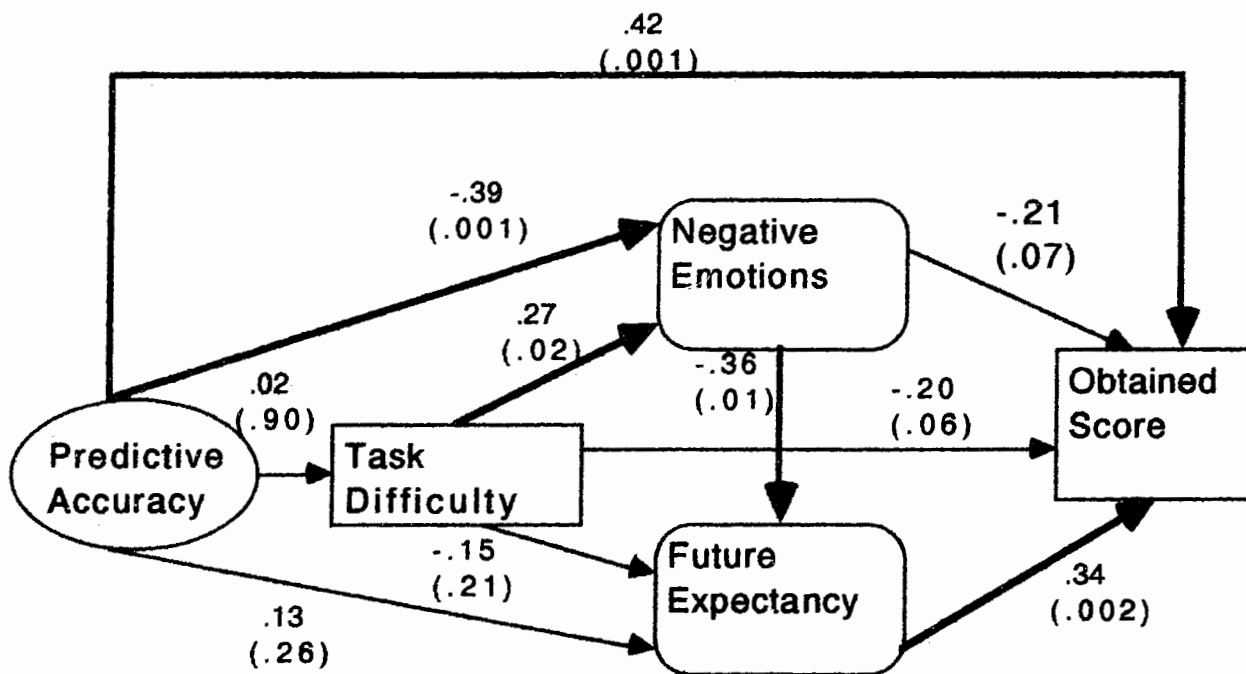 .42
(.001)
-.39
(.001)
Negative
Emotions
-.21
(.07)
.27
(.02)
-.36
(.01)
.02
(.90)
-.20
(.06)
Obtained
Score
Predictive
Accuracy
Task
Difficulty
-.15
(.21)
Future
Expectancy
.34
(.002)
.13
(.26)